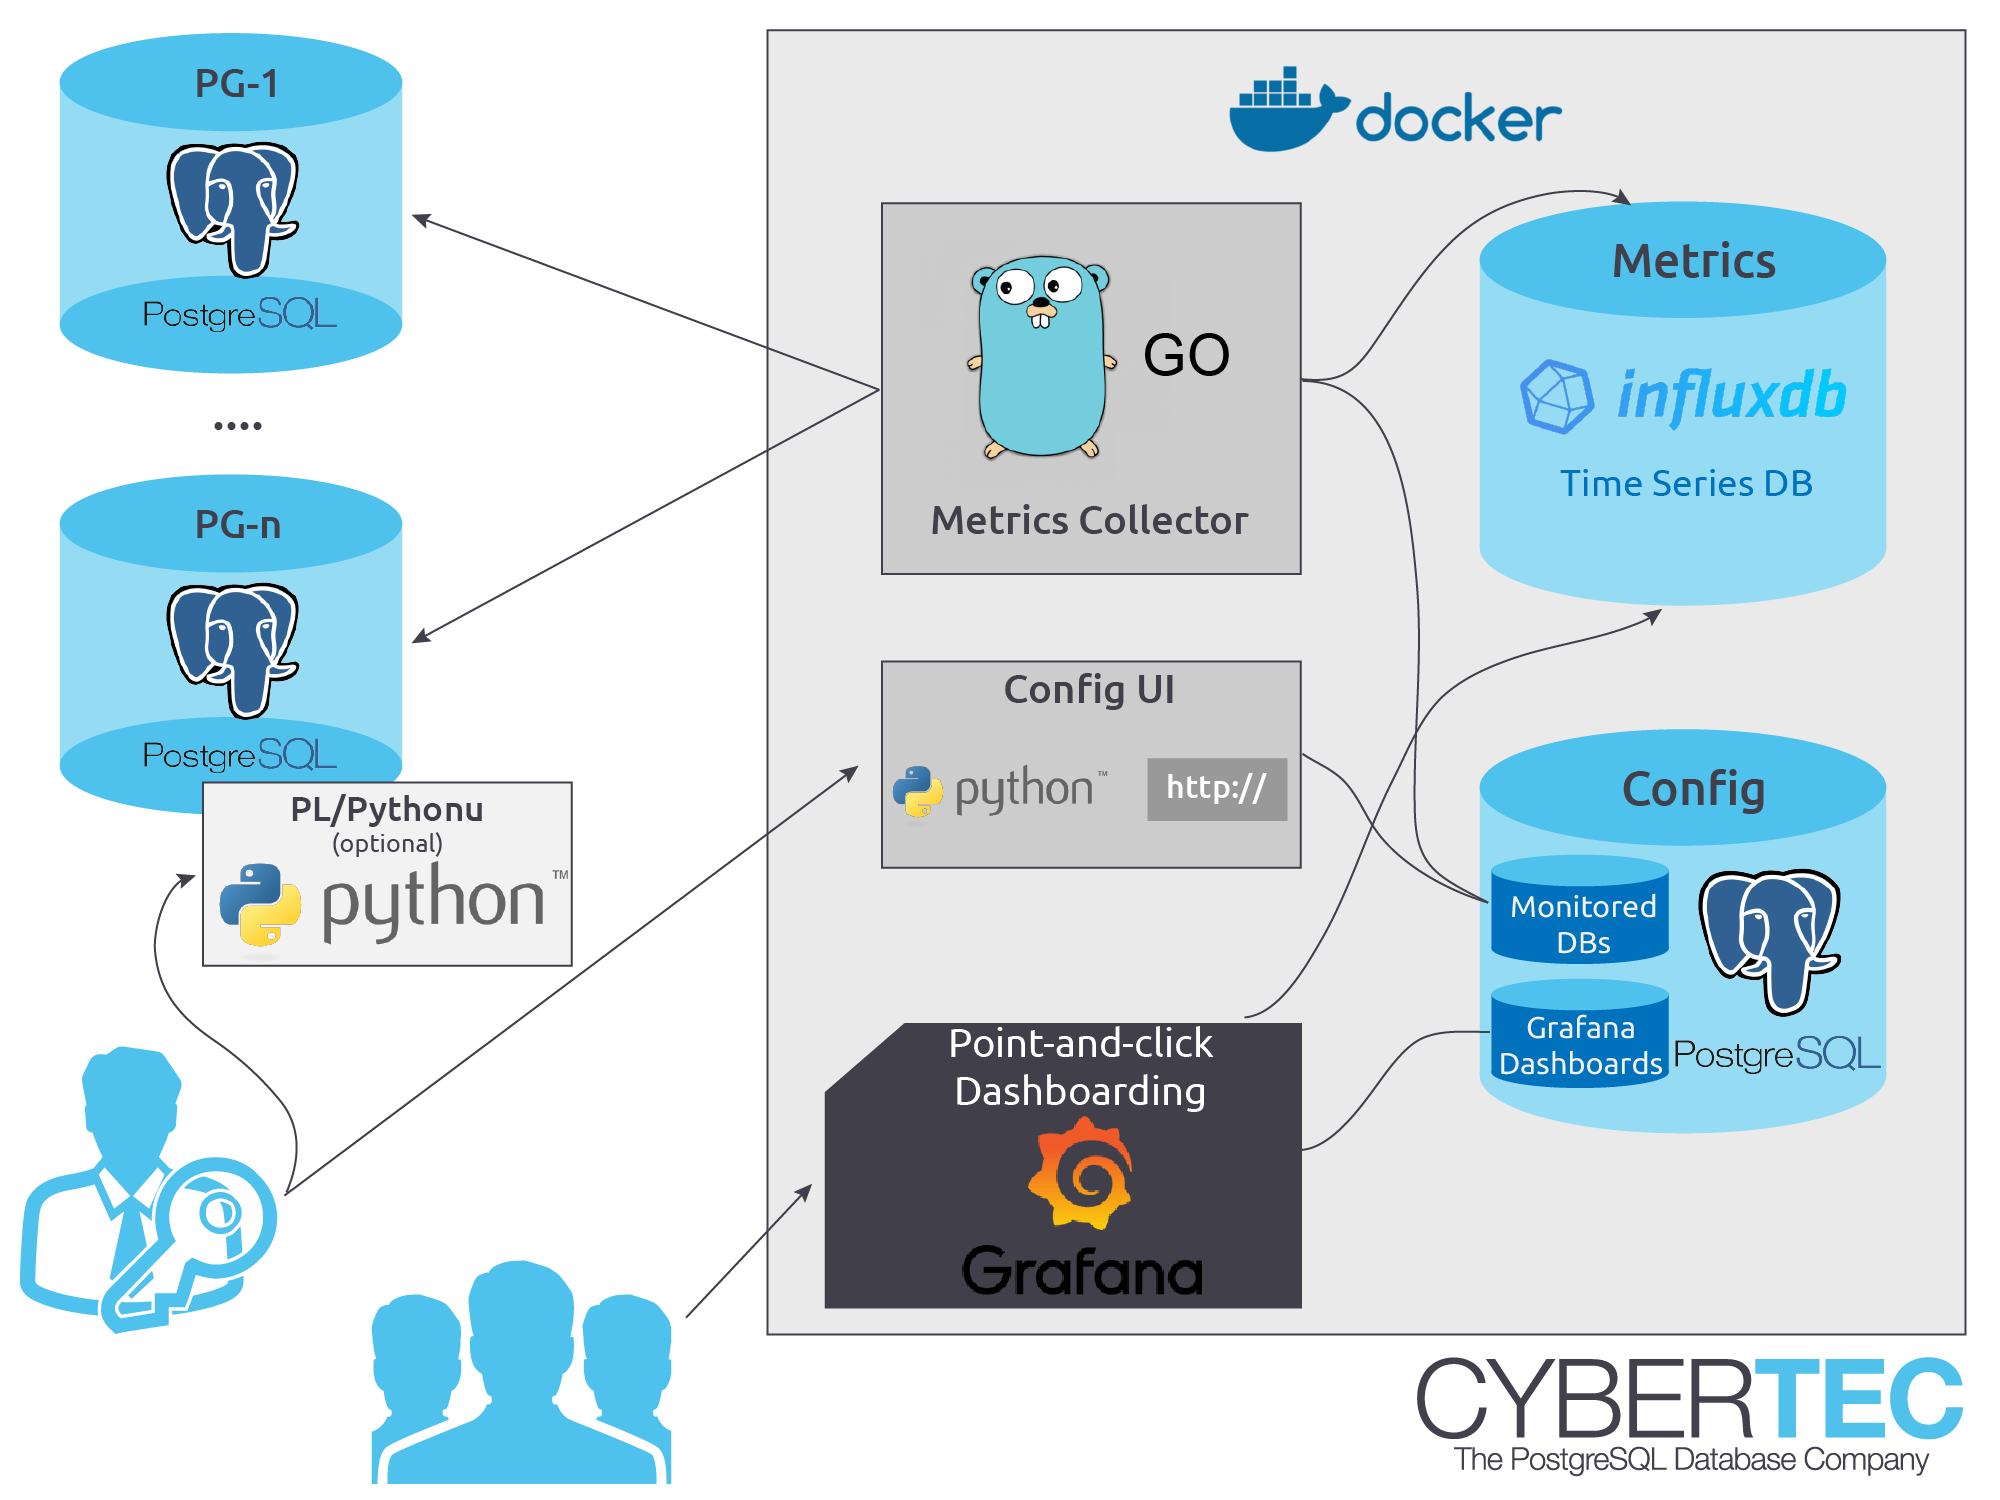 PG-1
PostgreSQL
....
PG-n
PostgreSQL
PL/Pythonu
(optional)
python™
docker
GO
Metrics Collector
Metrics
influxdb
Time Series DB
Config UI
python™
http://
Config
Monitored
DBs
Grafana
Dashboards
PostgreSQL
Point-and-click
Dashboarding
Grafana
CYBERTEC
The PostgreSQL Database Company